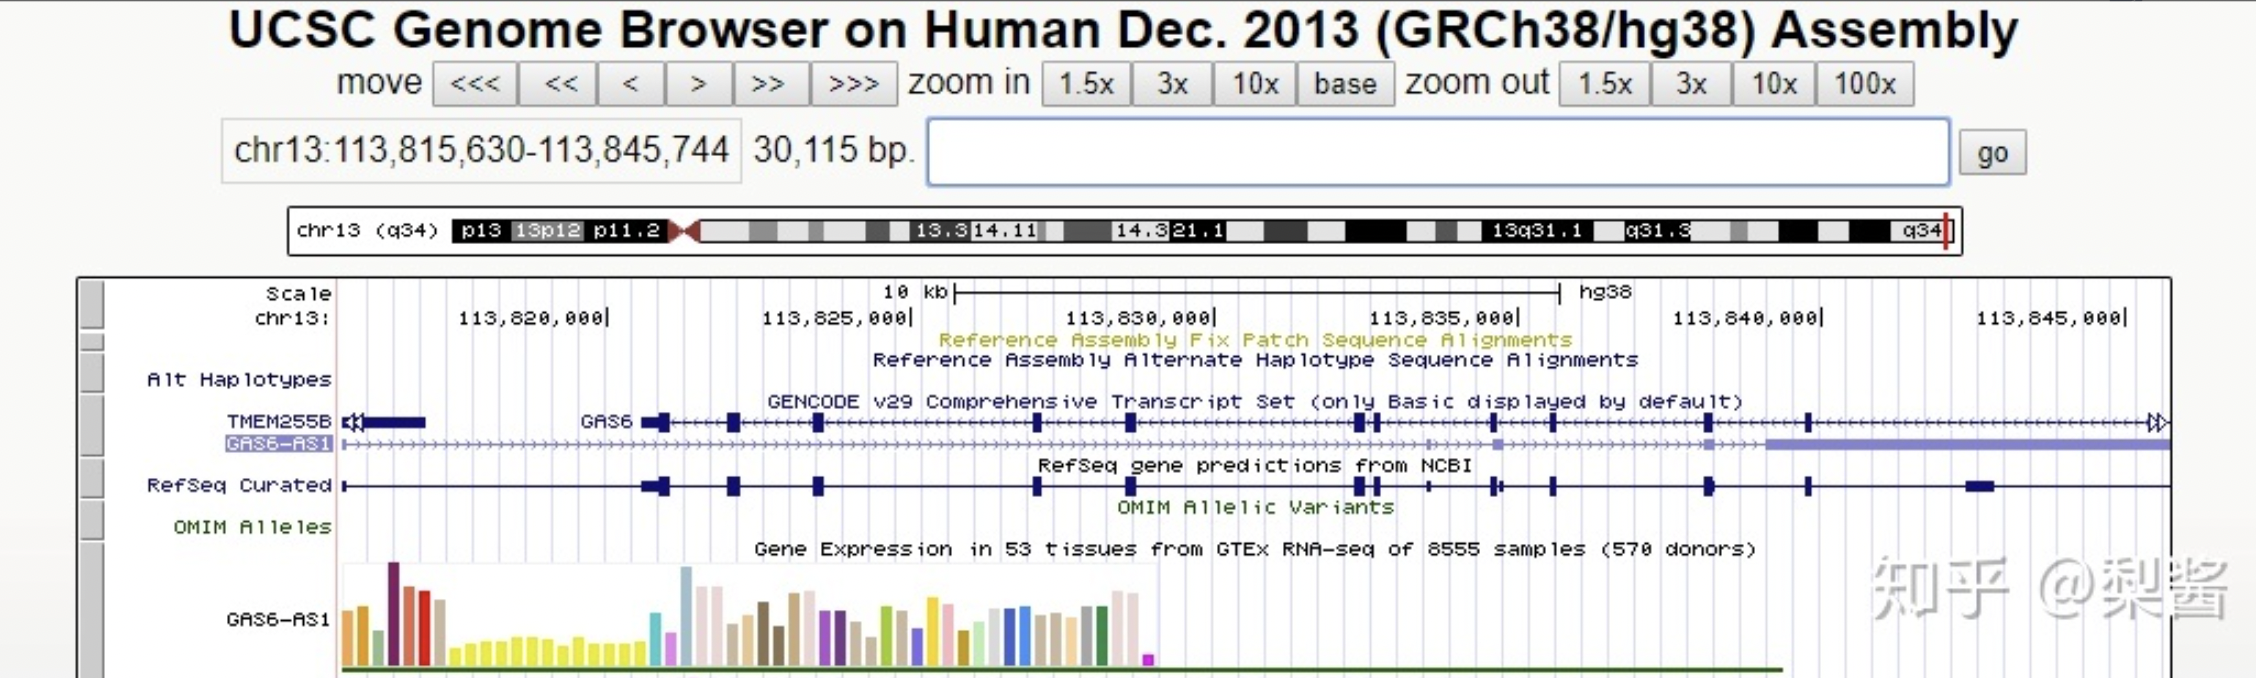 UCSC Genome Browser on Human Dec. 2013 (GRCh38/hg38) Assembly
move <<< << < > >> >>> zoom in 1.5x 3x 10x base zoom out 1.5x 3x 10x 100x
chr13:113,815,630-113,845,744 30,115 bp. go
chr13 (q34) p13 13p12 p11.2 13.3 14.11 14.3 21.1 13q31.1 q31.3 q34
Scale 10 kb hg38
chr13: 113,820,000| 113,825,000| 113,830,000| 113,835,000| 113,840,000| 113,845,000|
Reference Assembly Fix Patch Sequence Alignments
Reference Assembly Alternate Haplotype Sequence Alignments
Alt Haplotypes
GENCODE v29 Comprehensive Transcript Set (only Basic displayed by default)
TMEM255B GAS6
GAS6-AS1
RefSeq gene predictions from NCBI
RefSeq Curated
OMIM Allelic Variants
OMIM Alleles
Gene Expression in 53 tissues from GTEx RNA-seq of 8555 samples (570 donors)
GAS6-AS1
知乎 @梨酱